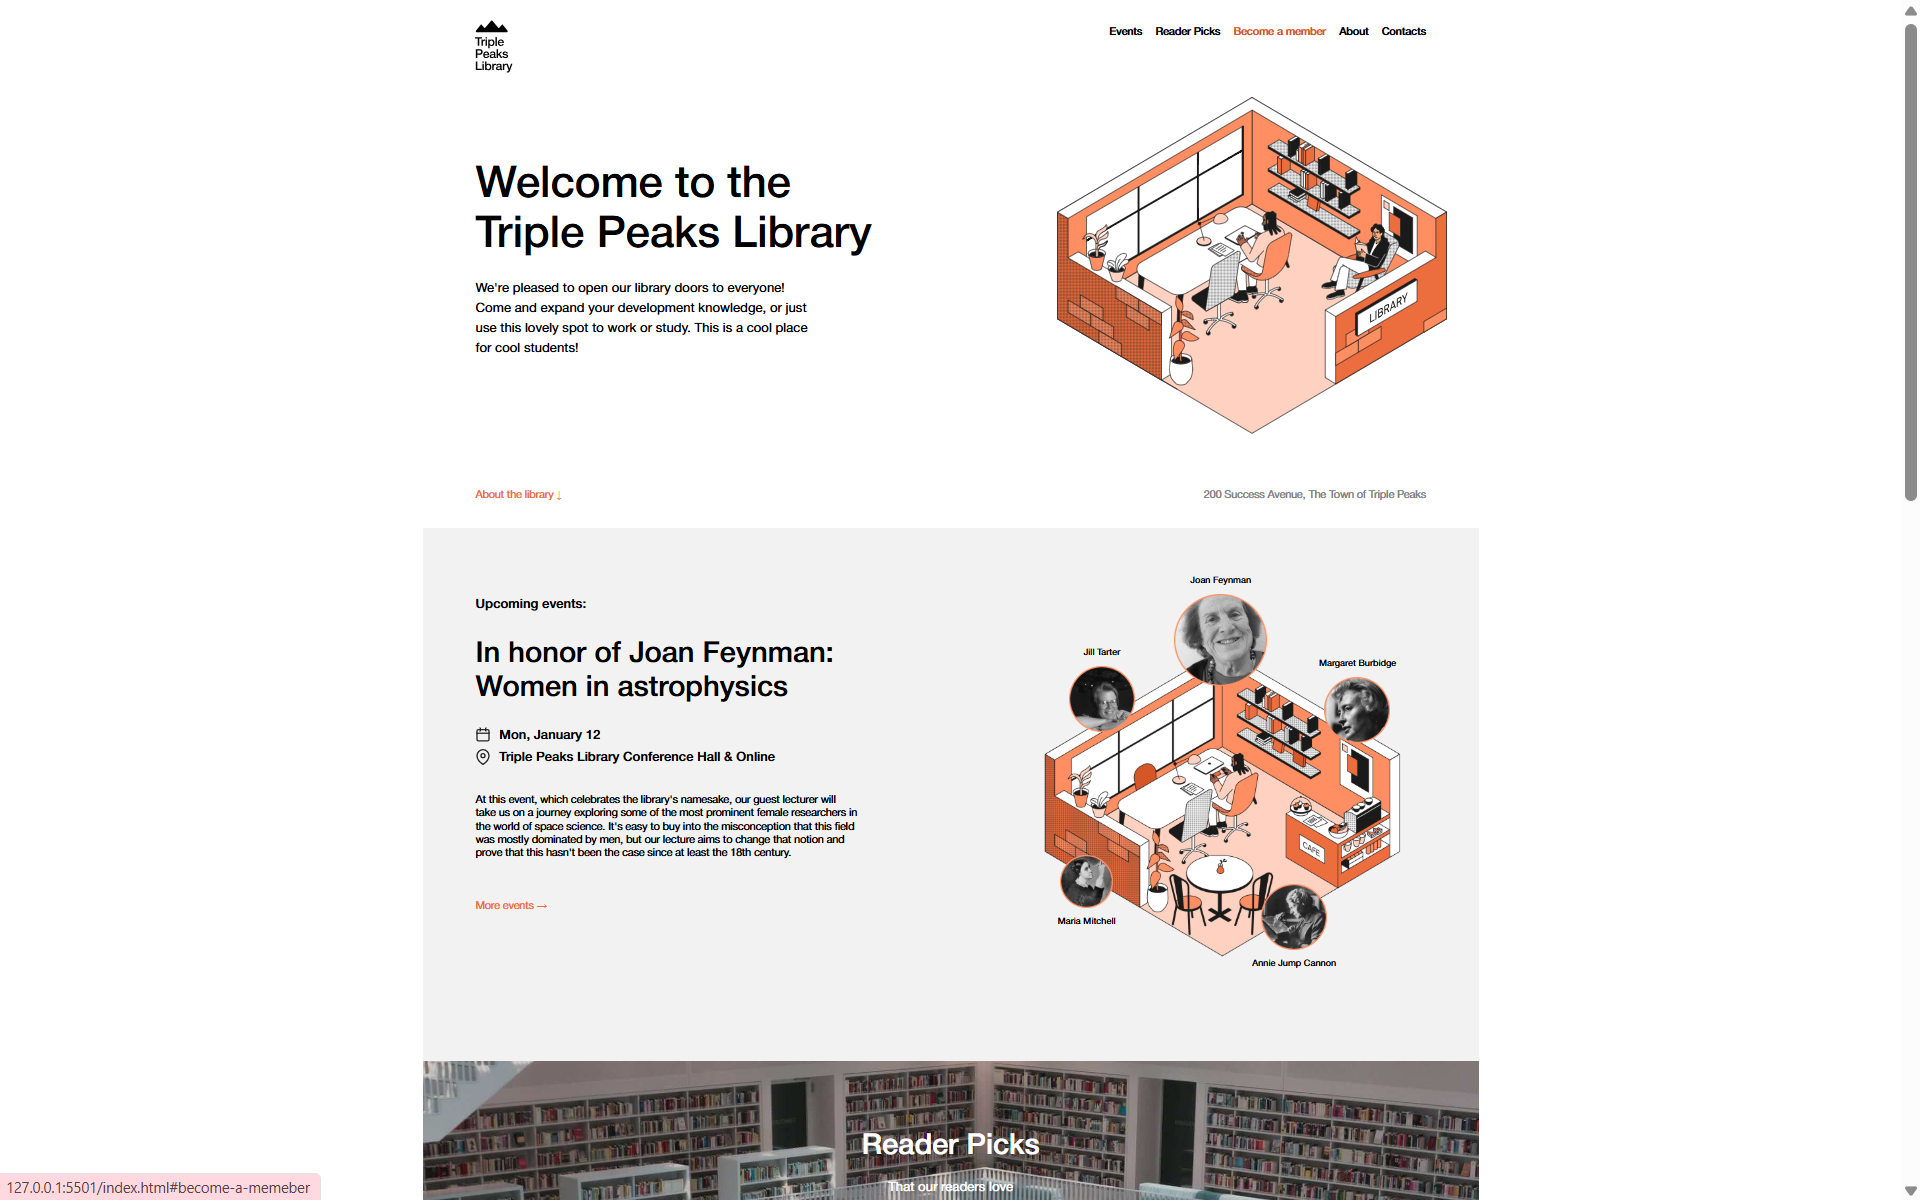 Triple
Peaks
Library
Events Reader Picks Become a member About Contacts
Welcome to the
Triple Peaks Library
We're pleased to open our library doors to everyone!
Come and expand your development knowledge, or just
use this lovely spot to work or study. This is a cool place
for cool students!
LIBRARY
About the library ↓
200 Success Avenue, The Town of Triple Peaks
Upcoming events:
In honor of Joan Feynman:
Women in astrophysics
Mon, January 12
Triple Peaks Library Conference Hall & Online
At this event, which celebrates the library's namesake, our guest lecturer will
take us on a journey exploring some of the most prominent female researchers in
the world of space science. It's easy to buy into the misconception that this field
was mostly dominated by men, but our lecture aims to change that notion and
prove that this hasn't been the case since at least the 18th century.
More events →
Joan Feynman
Jill Tarter
Margaret Burbidge
CAFE
Maria Mitchell
Annie Jump Cannon
Reader Picks
That our readers love
127.0.0.1:5501/index.html#become-a-memeber